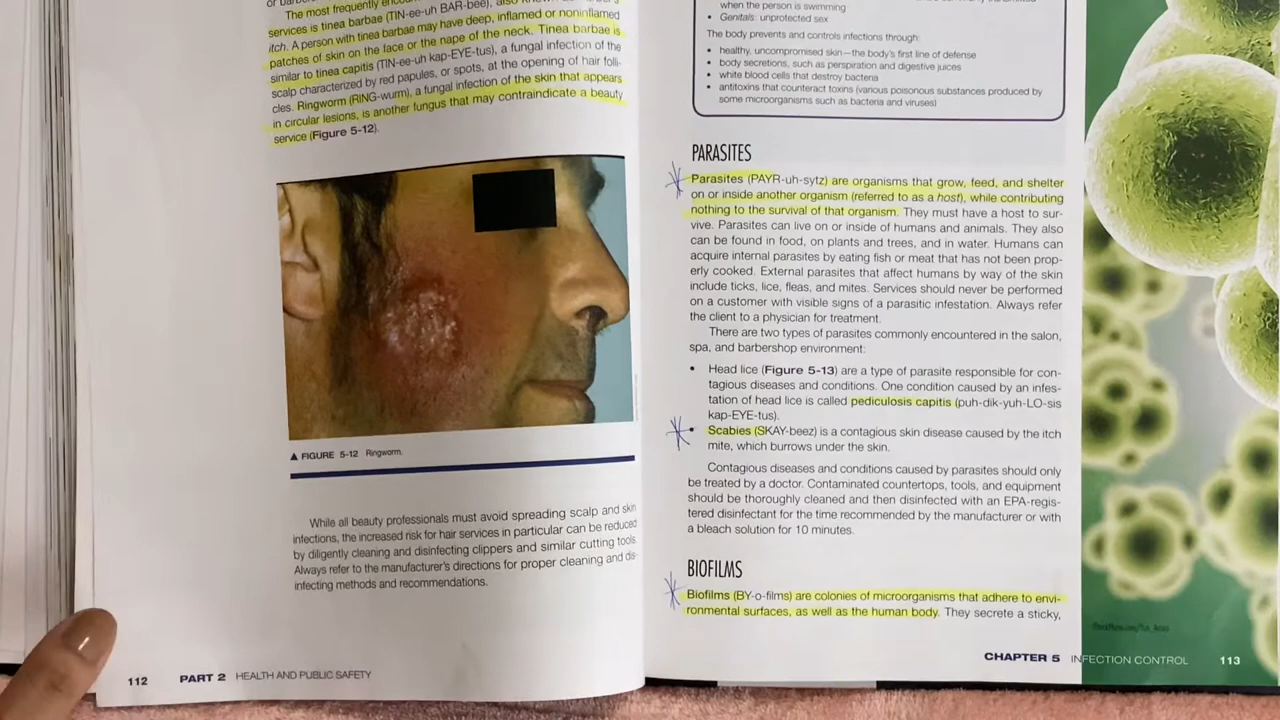 The most frequently
services is tinea barbae (TIN-ee-uh BAR-bee), also
itch. A person with tinea barbae may have deep, inflamed or noninflamed
patches of skin on the face or the nape of the neck. Tinea barbae is
similar to tinea capitis (TIN-ee-uh kap-EYE-tus), a fungal infection of the
scalp characterized by red papules, or spots, at the opening of hair folli-
cles. Ringworm (RING-wurm), a fungal infection of the skin that appears
in circular lesions, is another fungus that may contraindicate a beauty
service (Figure 5-12).
▲ FIGURE 5-12 Ringworm.
While all beauty professionals must avoid spreading scalp and skin
infections, the increased risk for hair services in particular can be reduced
by diligently cleaning and disinfecting clippers and similar cutting tools.
Always refer to the manufacturer's directions for proper cleaning and dis-
infecting methods and recommendations.
112 PART 2 HEALTH AND PUBLIC SAFETY
when the person is swimming
• Genitals: unprotected sex
The body prevents and controls infections through:
• healthy, uncompromised skin—the body's first line of defense
• body secretions, such as perspiration and digestive juices
• white blood cells that destroy bacteria
• antitoxins that counteract toxins (various poisonous substances produced by
some microorganisms such as bacteria and viruses)
PARASITES
Parasites (PAYR-uh-sytz) are organisms that grow, feed, and shelter
on or inside another organism (referred to as a host), while contributing
nothing to the survival of that organism. They must have a host to sur-
vive. Parasites can live on or inside of humans and animals. They also
can be found in food, on plants and trees, and in water. Humans can
acquire internal parasites by eating fish or meat that has not been prop-
erly cooked. External parasites that affect humans by way of the skin
include ticks, lice, fleas, and mites. Services should never be performed
on a customer with visible signs of a parasitic infestation. Always refer
the client to a physician for treatment.
There are two types of parasites commonly encountered in the salon,
spa, and barbershop environment:
• Head lice (Figure 5-13) are a type of parasite responsible for con-
tagious diseases and conditions. One condition caused by an infes-
tation of head lice is called pediculosis capitis (puh-dik-yuh-LO-sis
kap-EYE-tus).
• Scabies (SKAY-beez) is a contagious skin disease caused by the itch
mite, which burrows under the skin.
Contagious diseases and conditions caused by parasites should only
be treated by a doctor. Contaminated countertops, tools, and equipment
should be thoroughly cleaned and then disinfected with an EPA-regis-
tered disinfectant for the time recommended by the manufacturer or with
a bleach solution for 10 minutes.
BIOFILMS
Biofilms (BY-o-films) are colonies of microorganisms that adhere to envi-
ronmental surfaces, as well as the human body. They secrete a sticky,
CHAPTER 5 INFECTION CONTROL 113